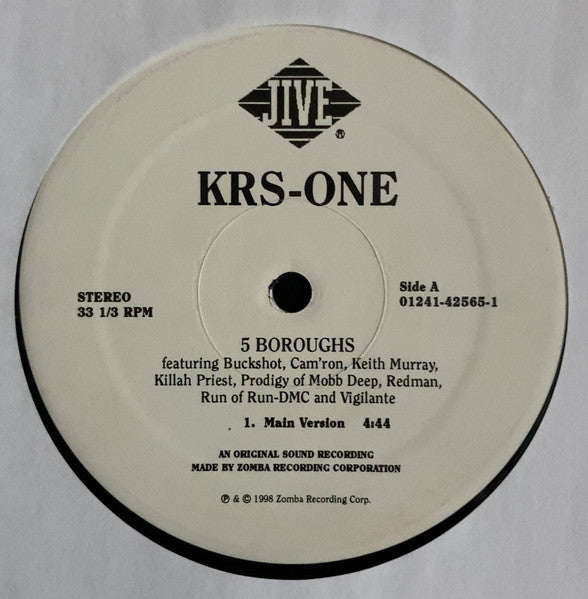 JIVE
®
KRS-ONE
STEREO
33 1/3 RPM
Side A
01241-42565-1
5 BOROUGHS
featuring Buckshot, Cam'ron, Keith Murray,
Killah Priest, Prodigy of Mobb Deep, Redman,
Run of Run-DMC and Vigilante
1. Main Version 4:44
AN ORIGINAL SOUND RECORDING
MADE BY ZOMBA RECORDING CORPORATION
℗ & © 1998 Zomba Recording Corp.